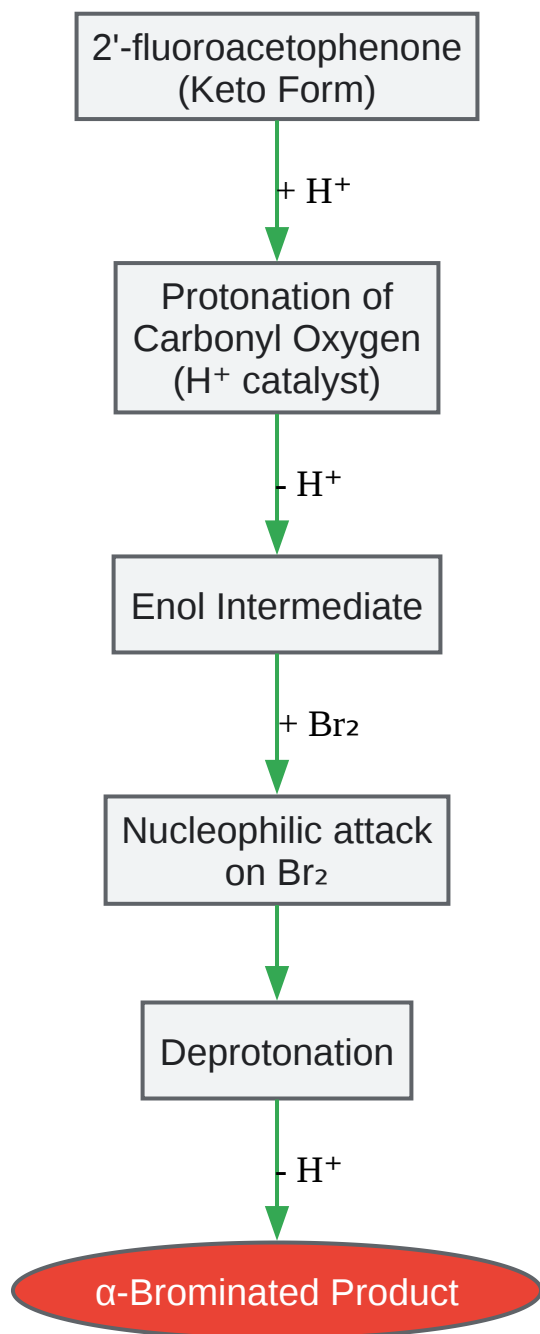 2'-fluoroacetophenone
(Keto Form)
+ H⁺
Protonation of
Carbonyl Oxygen
(H⁺ catalyst)
- H⁺
Enol Intermediate
+ Br₂
Nucleophilic attack
on Br₂
Deprotonation
- H⁺
α-Brominated Product